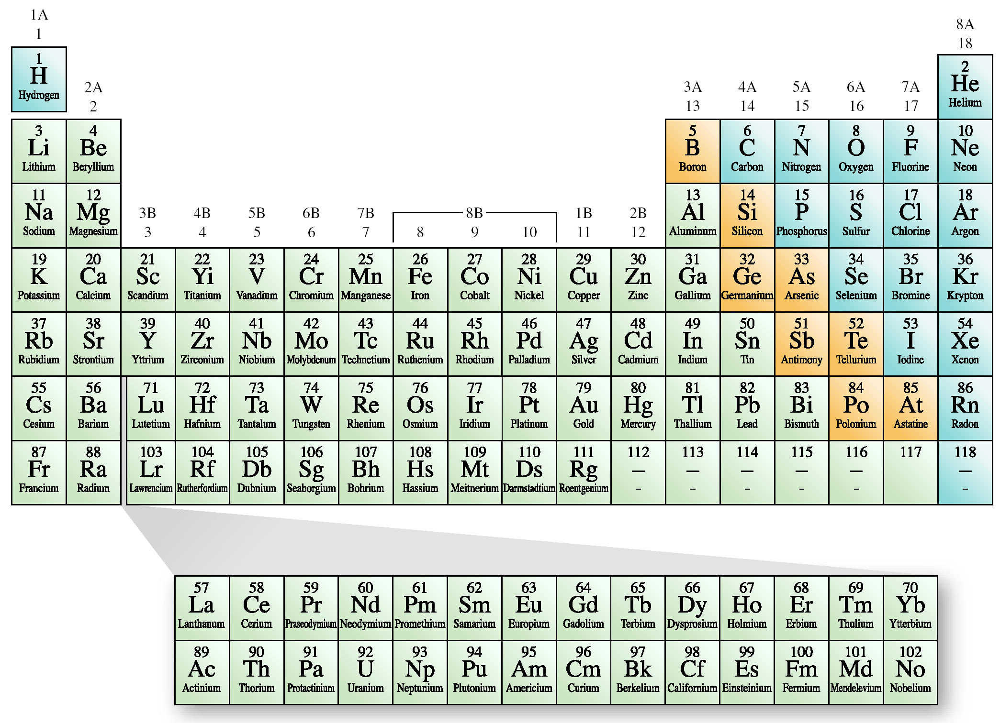 1A
1
8A
18
1
H
Hydrogen
2
He
Helium
2A
2
3A 4A 5A 6A 7A
13 14 15 16 17
3 4 5 6 7 8 9 10
Li Be B C N O F Ne
Lithium Beryllium Boron Carbon Nitrogen Oxygen Fluorine Neon
11 12 13 14 15 16 17 18
Na Mg Al Si P S Cl Ar
Sodium Magnesium Aluminum Silicon Phosphorus Sulfur Chlorine Argon
3B 4B 5B 6B 7B 8B 1B 2B
3 4 5 6 7 8 9 10 11 12
19 20 21 22 23 24 25 26 27 28 29 30 31 32 33 34 35 36
K Ca Sc Yi V Cr Mn Fe Co Ni Cu Zn Ga Ge As Se Br Kr
Potassium Calcium Scandium Titanium Vanadium Chromium Manganese Iron Cobalt Nickel Copper Zinc Gallium Germanium Arsenic Selenium Bromine Krypton
37 38 39 40 41 42 43 44 45 46 47 48 49 50 51 52 53 54
Rb Sr Y Zr Nb Mo Tc Ru Rh Pd Ag Cd In Sn Sb Te I Xe
Rubidium Strontium Yttrium Zirconium Niobium Molybdenum Technetium Ruthenium Rhodium Palladium Silver Cadmium Indium Tin Antimony Tellurium Iodine Xenon
55 56 71 72 73 74 75 76 77 78 79 80 81 82 83 84 85 86
Cs Ba Lu Hf Ta W Re Os Ir Pt Au Hg Tl Pb Bi Po At Rn
Cesium Barium Lutetium Hafnium Tantalum Tungsten Rhenium Osmium Iridium Platinum Gold Mercury Thallium Lead Bismuth Polonium Astatine Radon
87 88 103 104 105 106 107 108 109 110 111 112 113 114 115 116 117 118
Fr Ra Lr Rf Db Sg Bh Hs Mt Ds Rg — — — — — —
Francium Radium Lawrencium Rutherfordium Dubnium Seaborgium Bohrium Hassium Meitnerium Darmstadtium Roentgenium – – – – – –
57 58 59 60 61 62 63 64 65 66 67 68 69 70
La Ce Pr Nd Pm Sm Eu Gd Tb Dy Ho Er Tm Yb
Lanthanum Cerium Praseodymium Neodymium Promethium Samarium Europium Gadolium Terbium Dysprosium Holmium Erbium Thulium Ytterbium
89 90 91 92 93 94 95 96 97 98 99 100 101 102
Ac Th Pa U Np Pu Am Cm Bk Cf Es Fm Md No
Actinium Thorium Protactinium Uranium Neptunium Plutonium Americium Curium Berkelium Californium Einsteinium Fermium Mendelevium Nobelium